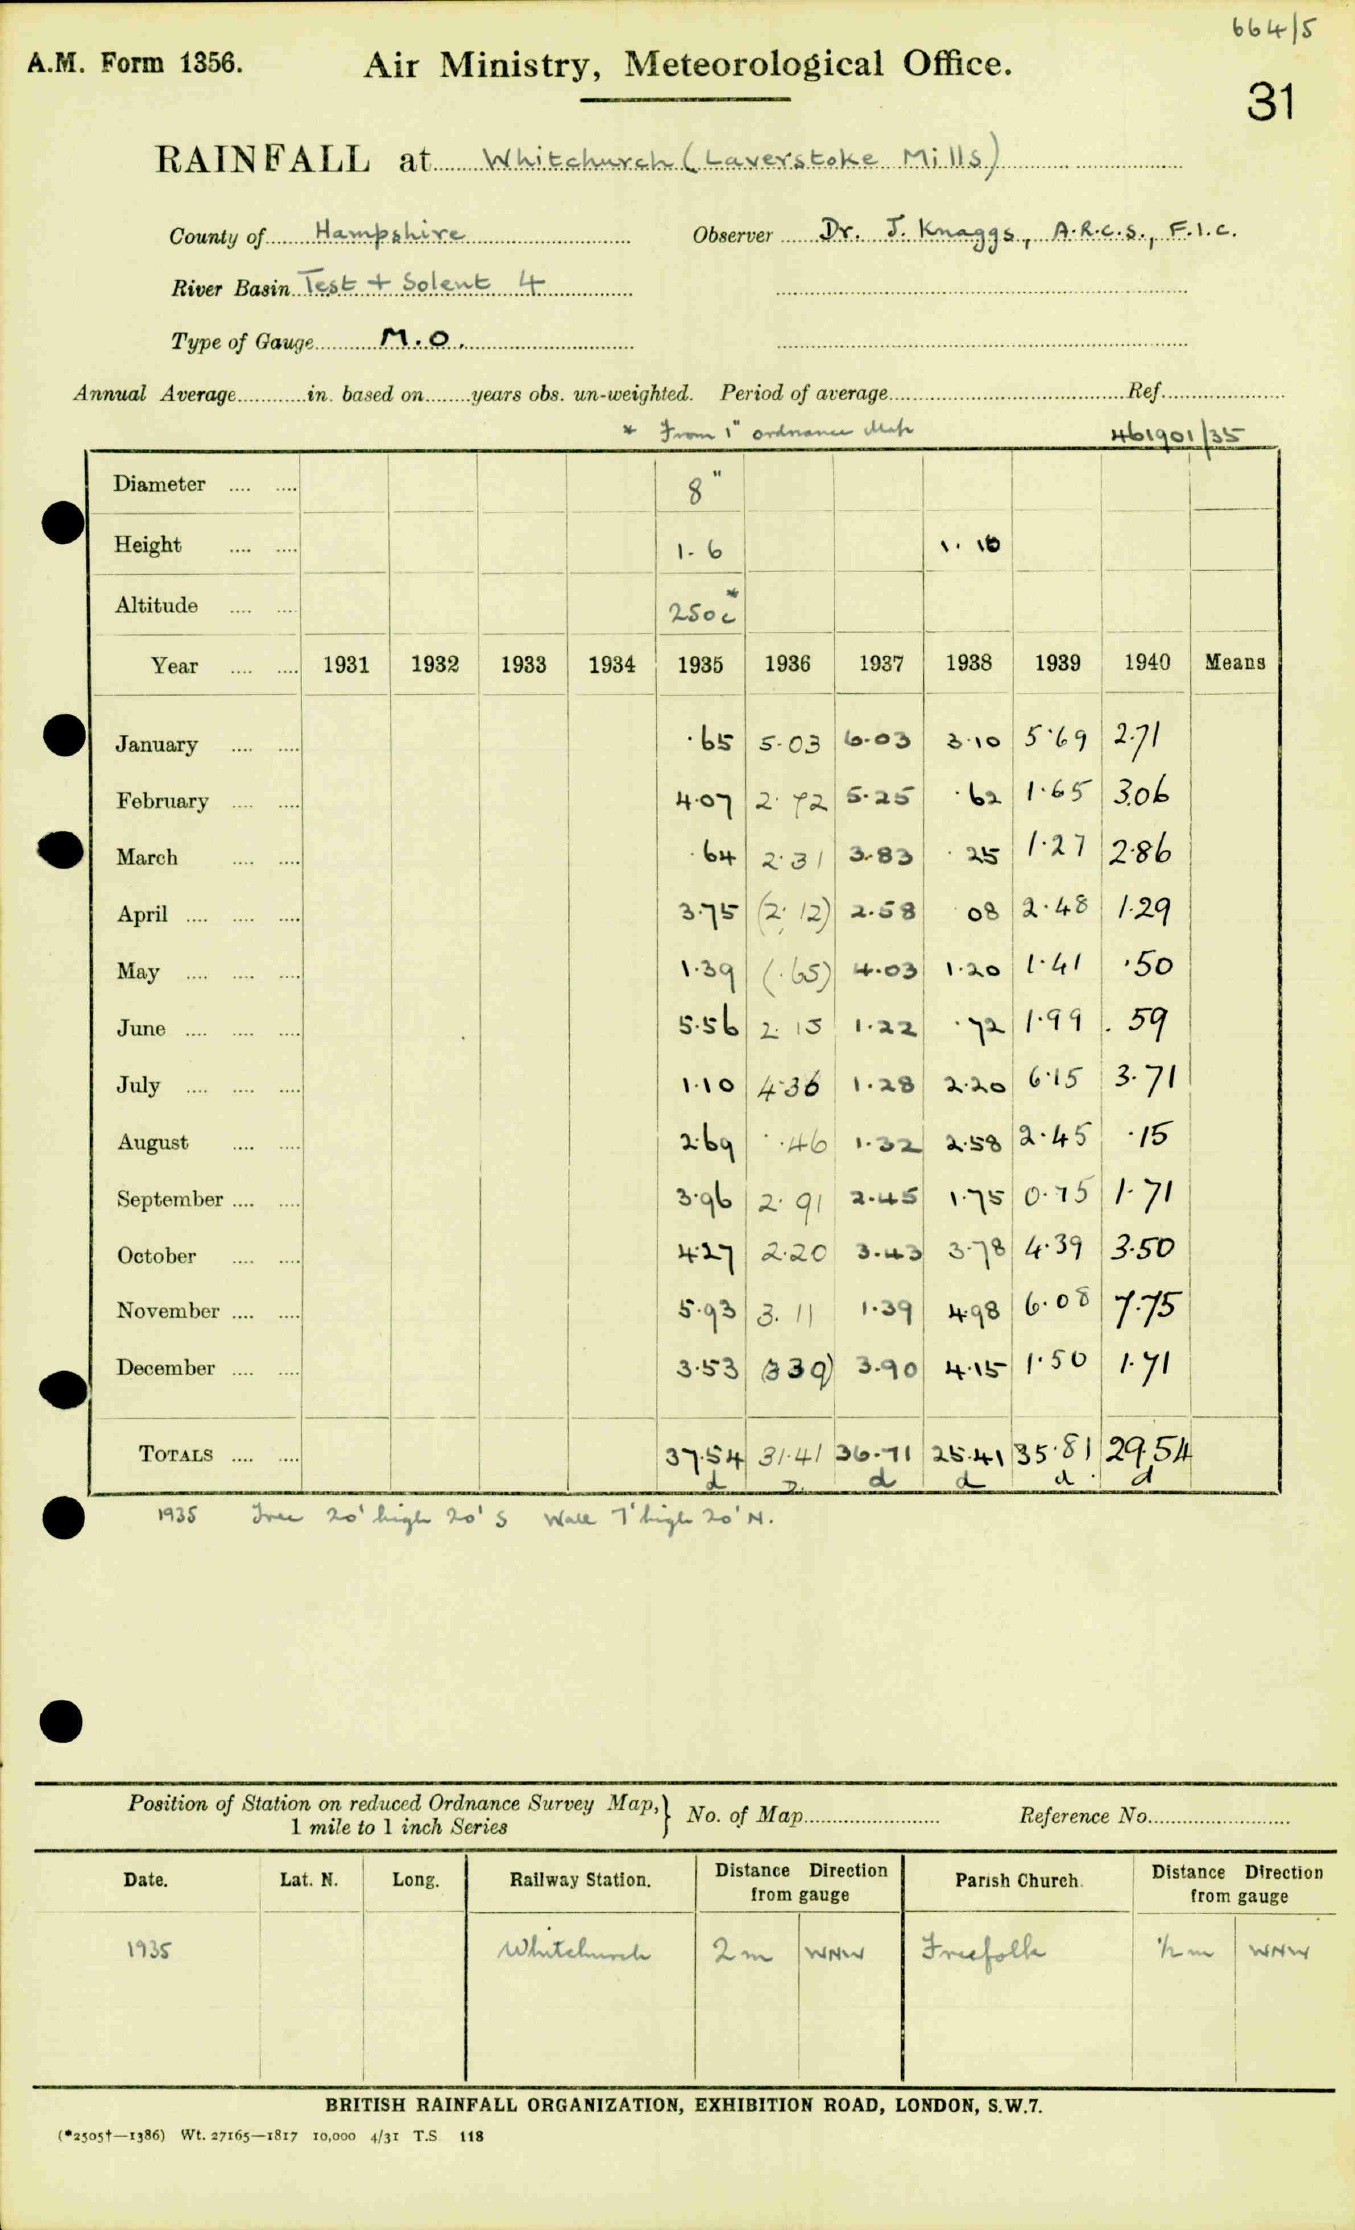 664/5
A.M. Form 1356. Air Ministry, Meteorological Office.
31
RAINFALL at Whitchurch (Laverstoke Mills)
County of Hampshire Observer Dr. J. Knaggs, A.R.C.S., F.I.C.
River Basin Test + Solent 4
Type of Gauge M.O.
Annual Average in. based on years obs. un-weighted. Period of average Ref.
* From 1" ordnance Map 461901/35
Diameter 8"
Height 1-6 1.10
Altitude 250c*
Year 1931 1932 1933 1934 1935 1936 1937 1938 1939 1940 Means
January .65 5.03 6.03 3.10 5.69 2.71
February 4.07 2.72 5.25 .62 1.65 3.06
March .64 2.31 3.83 .25 1.27 2.86
April 3.75 (2.12) 2.58 08 2.48 1.29
May 1.39 (.65) 4.03 1.20 1.41 .50
June 5.56 2.15 1.22 .72 1.99 .59
July 1.10 4.36 1.28 2.20 6.15 3.71
August 2.69 .46 1.32 2.58 2.45 .15
September 3.96 2.91 2.45 1.75 0.75 1.71
October 4.27 2.20 3.43 3.78 4.39 3.50
November 5.93 3.11 1.39 4.98 6.08 7.75
December 3.53 (339) 3.90 4.15 1.50 1.71
TOTALS 37.54 31.41 36.71 25.41 35.81 29.54
d D. d d d d
1935 Tree 20' high 20' S Wall 7' high 20' N.
Position of Station on reduced Ordnance Survey Map, } No. of Map Reference No.
1 mile to 1 inch Series
Date. Lat. N. Long. Railway Station. Distance Direction from gauge Parish Church. Distance Direction from gauge
1935 Whitchurch 2 m WNW Freefolk ½ m WNW
BRITISH RAINFALL ORGANIZATION, EXHIBITION ROAD, LONDON, S.W.7.
(*2505†—1386) Wt. 27165—1817 10,000 4/31 T.S. 118